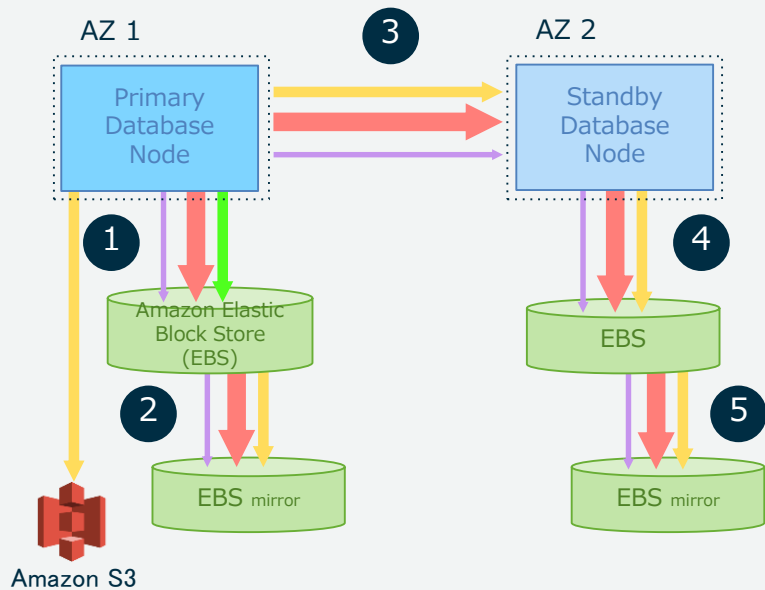 AZ 1
3
AZ 2
Primary
Database
Node
Standby
Database
Node
1
4
Amazon Elastic
Block Store
(EBS)
EBS
2
5
EBS mirror
EBS mirror
Amazon S3